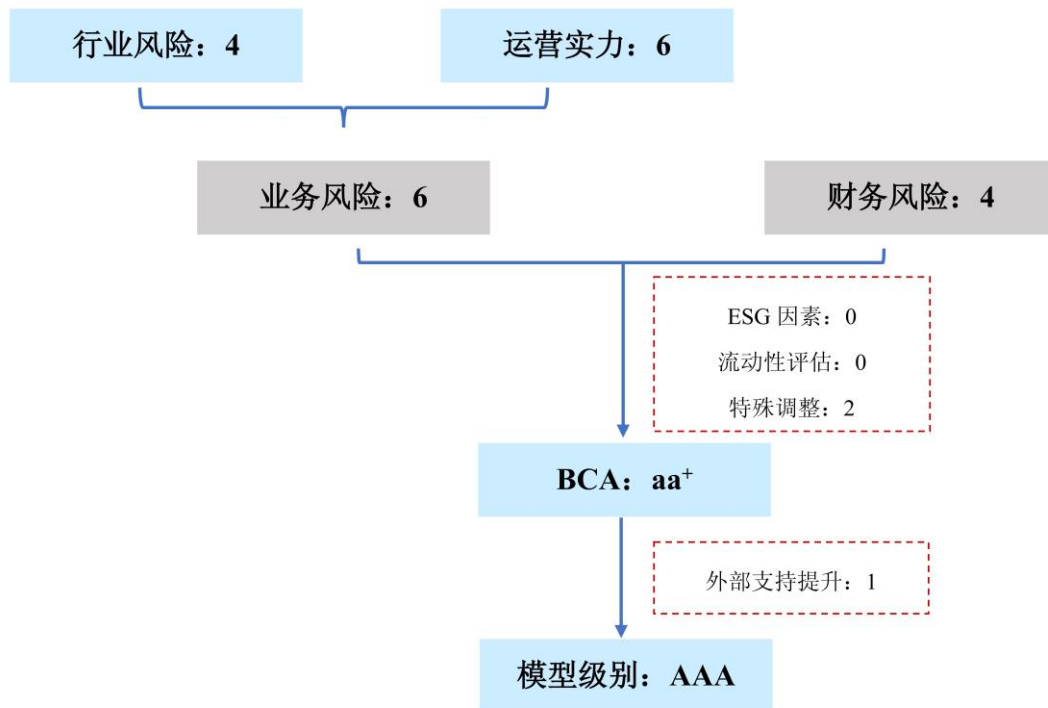 行业风险：4
运营实力：6
业务风险：6
财务风险：4
ESG 因素：0
流动性评估：0
特殊调整：2
BCA：aa⁺
外部支持提升：1
模型级别：AAA